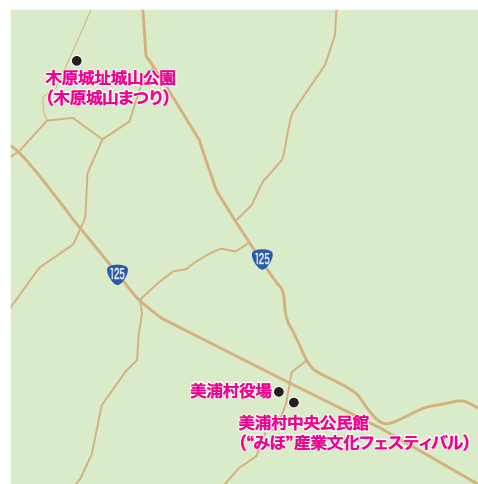 木原城址城山公園
（木原城山まつり）
125
125
美浦村役場
美浦村中央公民館
（“みほ”産業文化フェスティバル）